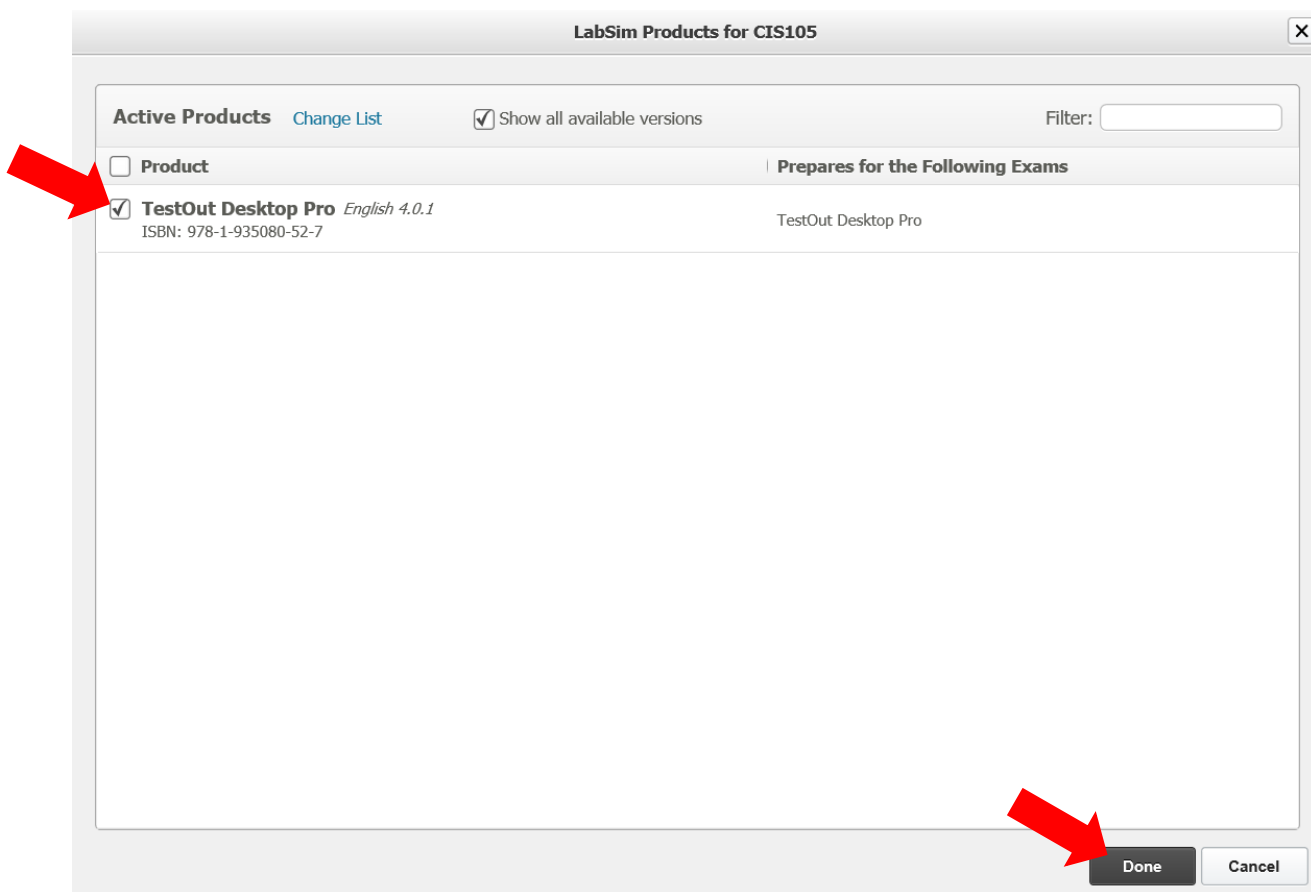 LabSim Products for CIS105
Active Products Change List Show all available versions Filter:
Product Prepares for the Following Exams
TestOut Desktop Pro English 4.0.1
ISBN: 978-1-935080-52-7
TestOut Desktop Pro
Done Cancel